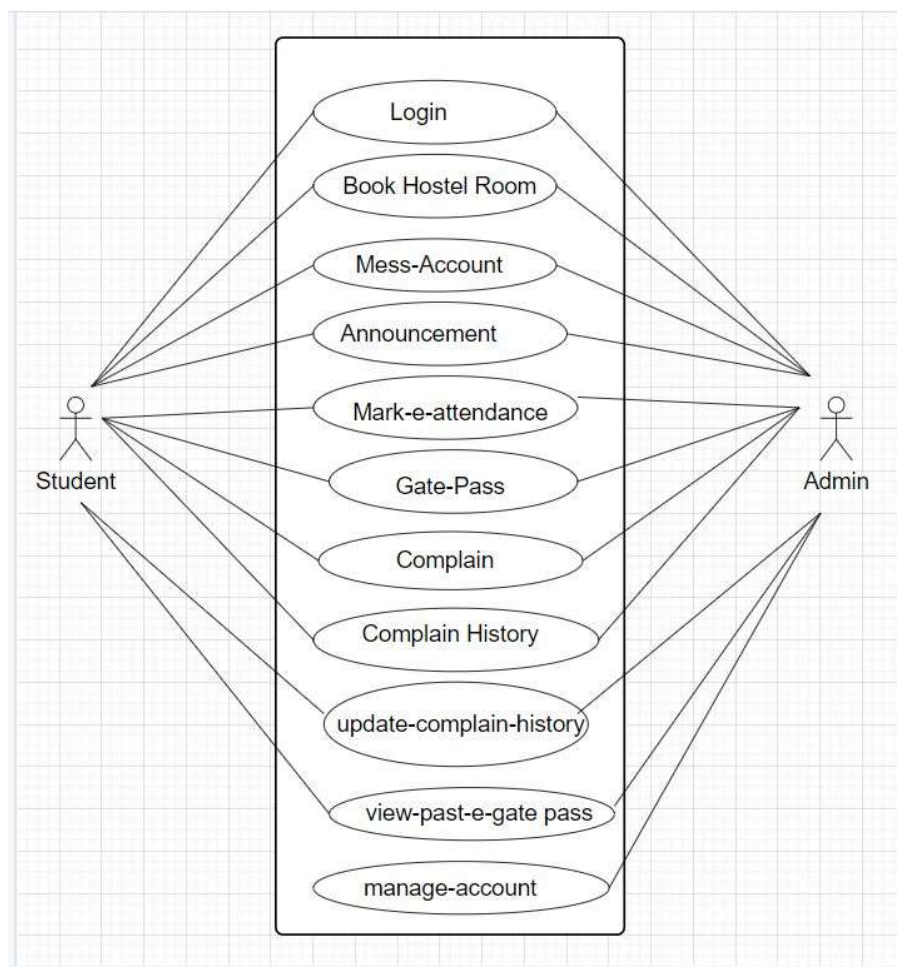 Login
Book Hostel Room
Mess-Account
Announcement
Mark-e-attendance
Gate-Pass
Student
Admin
Complain
Complain History
update-complain-history
view-past-e-gate pass
manage-account